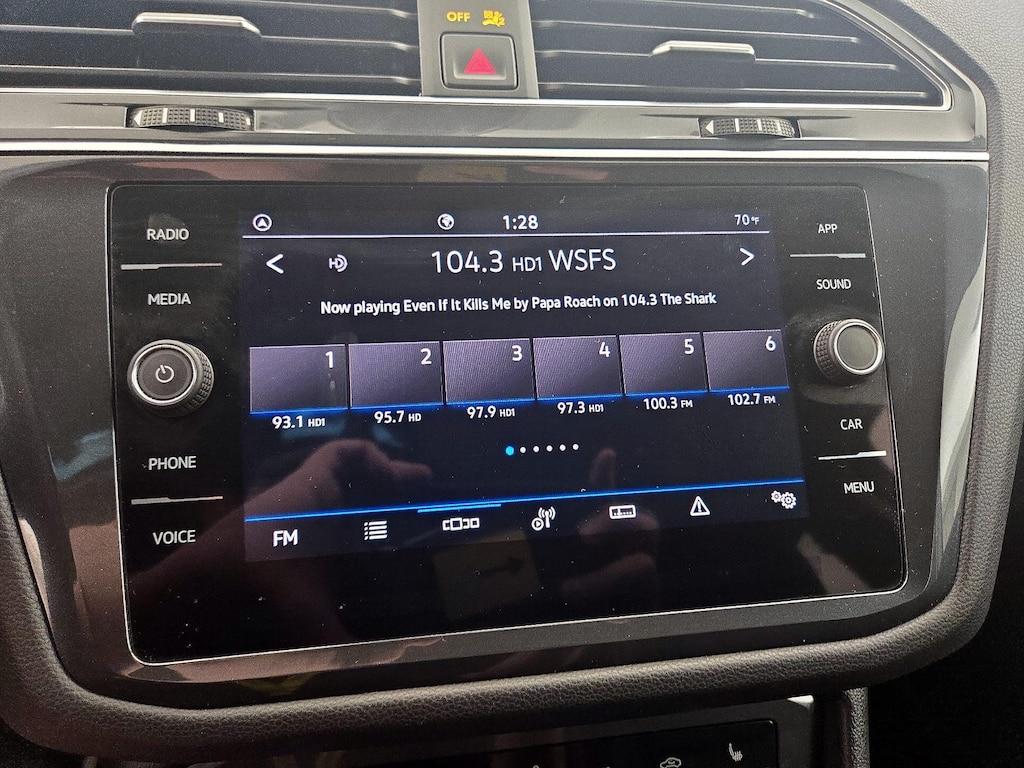 OFF
RADIO
MEDIA
PHONE
VOICE
1:28
70°F
HD 104.3 HD1 WSFS
Now playing Even If It Kills Me by Papa Roach on 104.3 The Shark
1 2 3 4 5 6
93.1 HD1 95.7 HD 97.9 HD1 97.3 HD1 100.3 FM 102.7 FM
FM
APP
SOUND
CAR
MENU